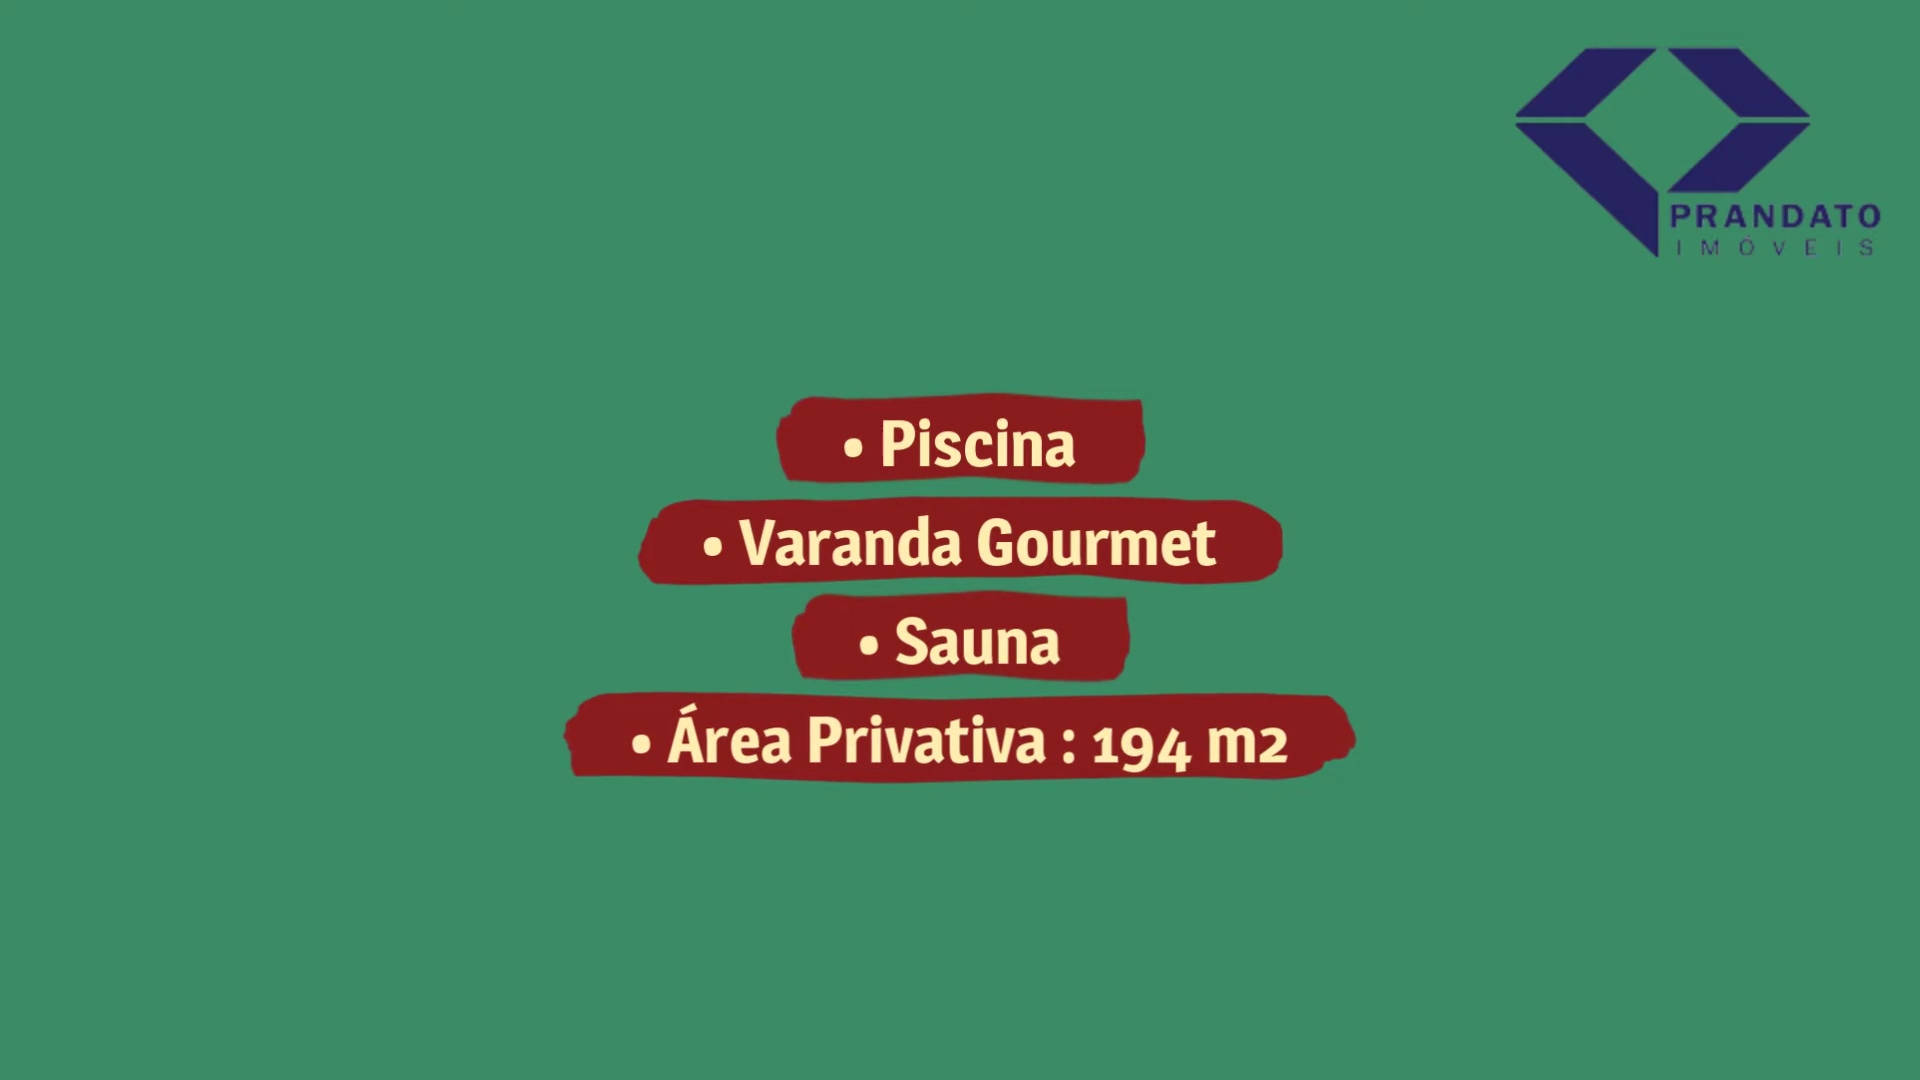 PRANDATO
IMÓVEIS
• Piscina
• Varanda Gourmet
• Sauna
• Área Privativa : 194 m2